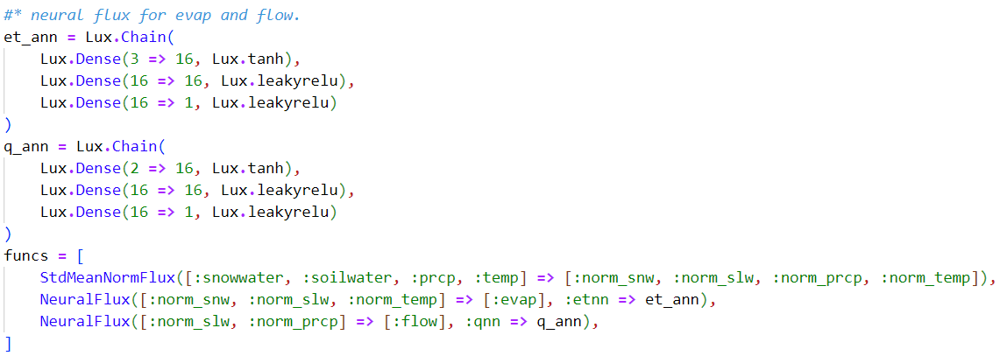 #* neural flux for evap and flow.
et_ann = Lux.Chain(
    Lux.Dense(3 => 16, Lux.tanh),
    Lux.Dense(16 => 16, Lux.leakyrelu),
    Lux.Dense(16 => 1, Lux.leakyrelu)
)
q_ann = Lux.Chain(
    Lux.Dense(2 => 16, Lux.tanh),
    Lux.Dense(16 => 16, Lux.leakyrelu),
    Lux.Dense(16 => 1, Lux.leakyrelu)
)
funcs = [
    StdMeanNormFlux([:snowwater, :soilwater, :prcp, :temp] => [:norm_snw, :norm_slw, :norm_prcp, :norm_temp]),
    NeuralFlux([:norm_snw, :norm_slw, :norm_temp] => [:evap], :etnn => et_ann),
    NeuralFlux([:norm_slw, :norm_prcp] => [:flow], :qnn => q_ann),
]